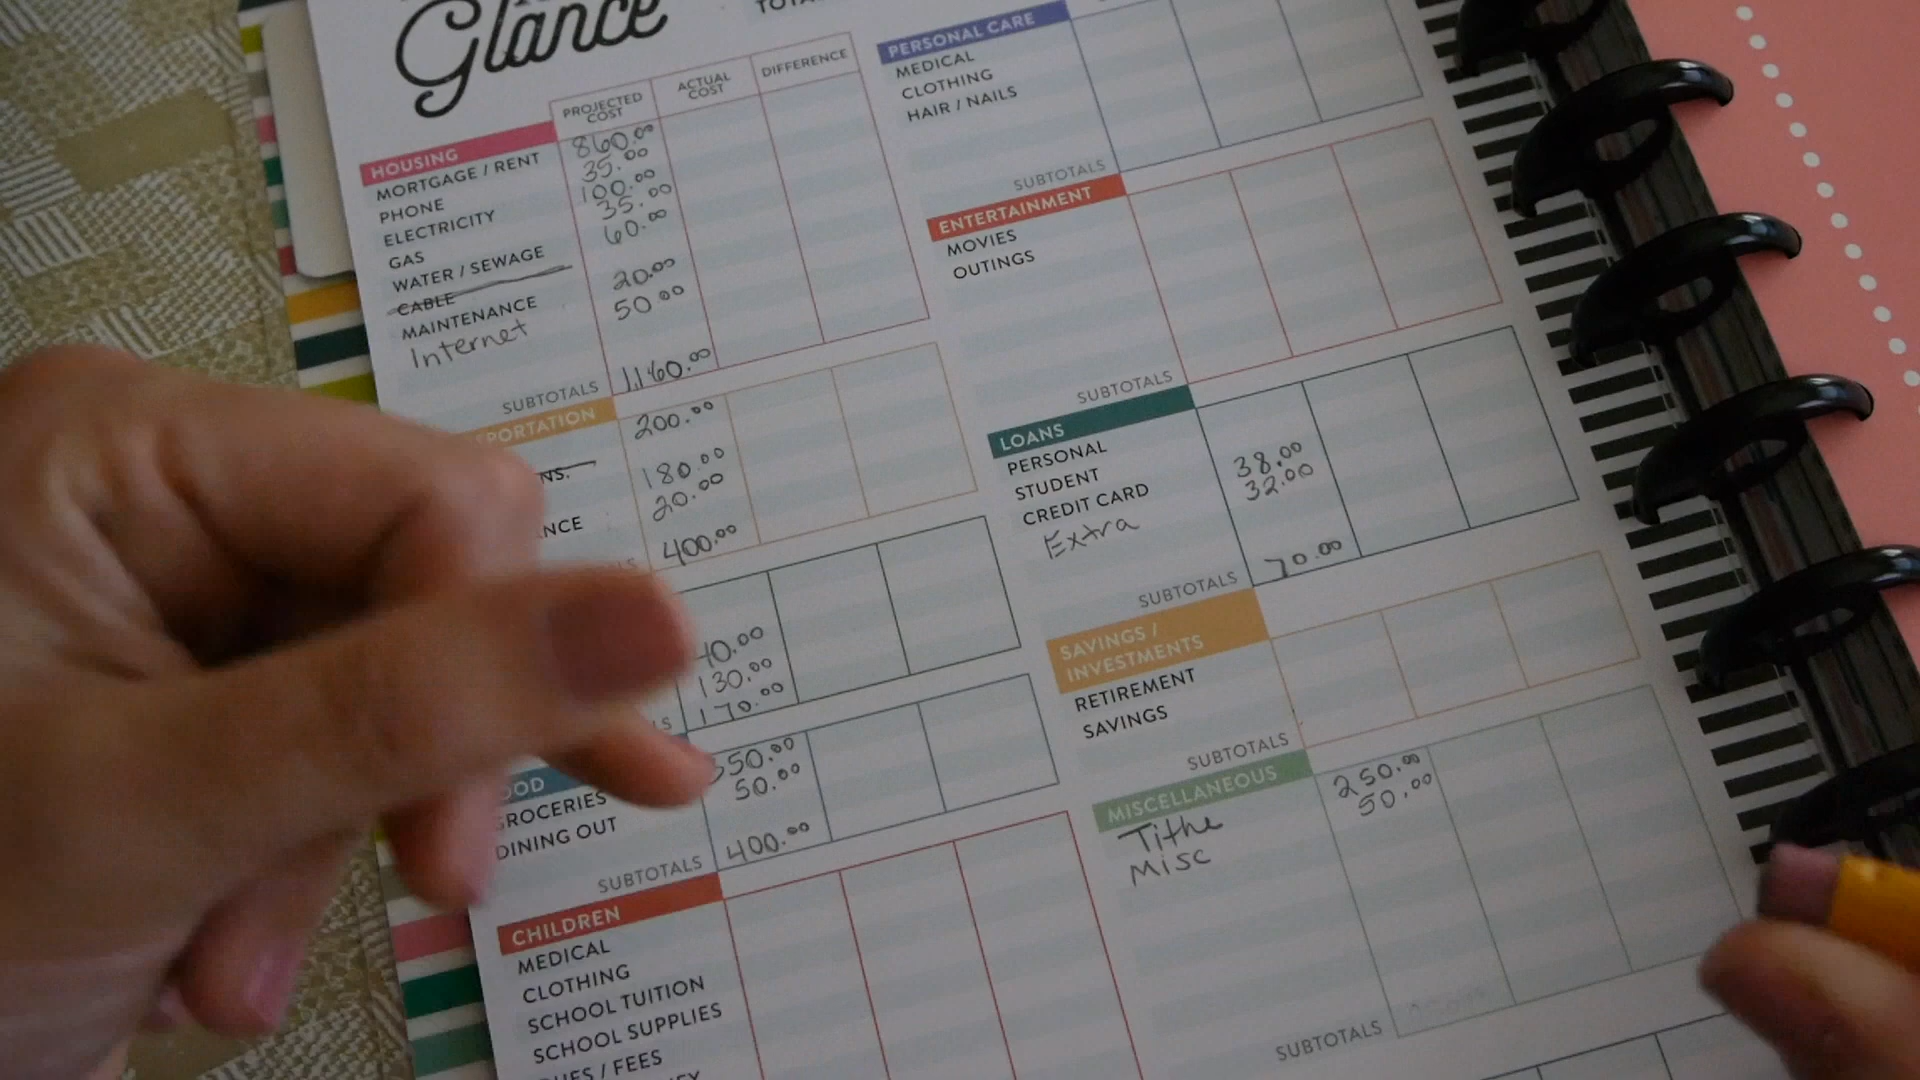 Glance
PROJECTED COST
ACTUAL COST
DIFFERENCE
HOUSING
MORTGAGE / RENT 860.00
PHONE 35.00
ELECTRICITY 100.00
GAS 35.00
WATER / SEWAGE 60.00
CABLE
MAINTENANCE 20.00
Internet 50.00
SUBTOTALS 1,160.00
200.00
180.00
20.00
400.00
130.00
170.00
GROCERIES
50.00
DINING OUT
SUBTOTALS 400.00
CHILDREN
MEDICAL
CLOTHING
SCHOOL TUITION
SCHOOL SUPPLIES
/ FEES
PERSONAL CARE
MEDICAL
CLOTHING
HAIR / NAILS
SUBTOTALS
ENTERTAINMENT
MOVIES
OUTINGS
SUBTOTALS
LOANS
PERSONAL
STUDENT 38.00
CREDIT CARD 32.00
Extra
SUBTOTALS 70.00
SAVINGS /
INVESTMENTS
RETIREMENT
SAVINGS
SUBTOTALS
MISCELLANEOUS
Tithe 250.00
Misc 50.00
SUBTOTALS